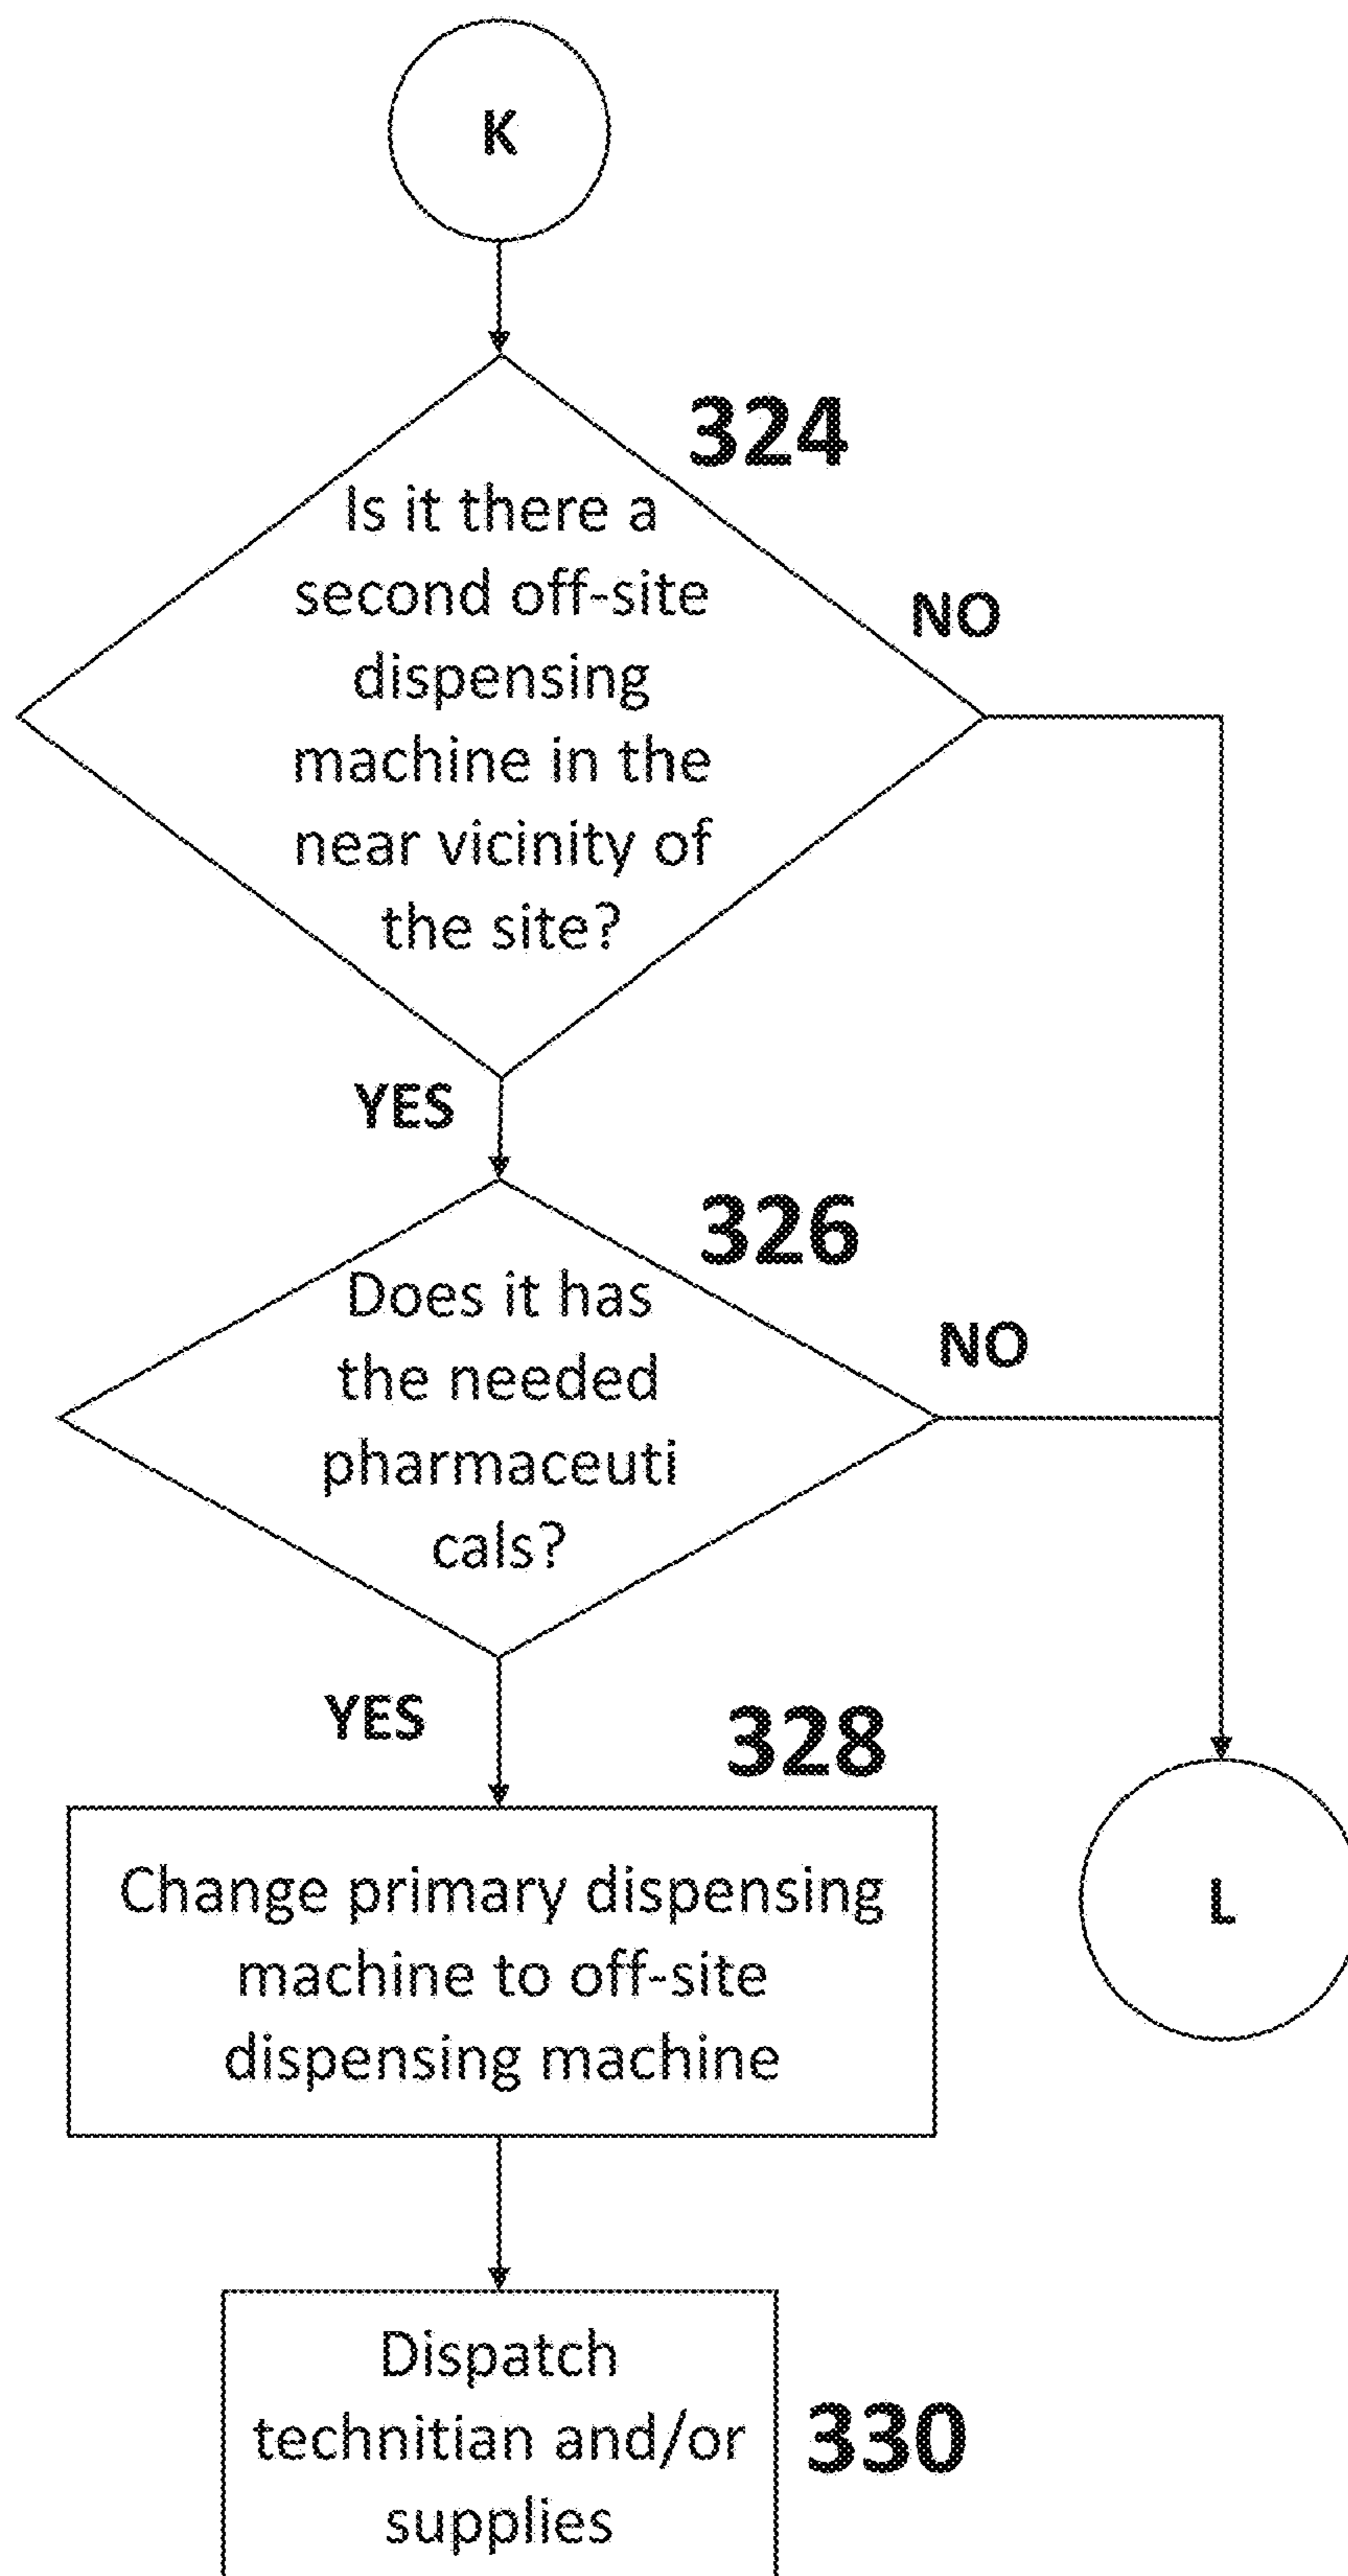 K
324
Is it there a
second off-site
dispensing
machine in the
near vicinity of
the site?
NO
YES
326
Does it has
the needed
pharmaceuti
cals?
NO
YES
328
Change primary dispensing
machine to off-site
dispensing machine
L
Dispatch
technitian and/or
supplies
330